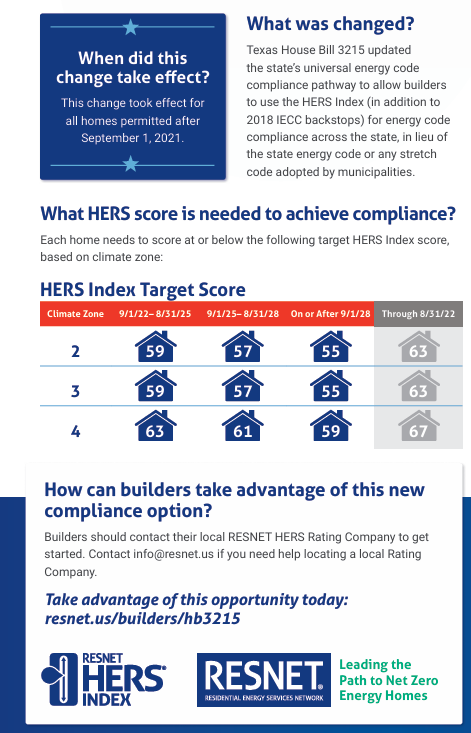 When did this
change take effect?
This change took effect for
all homes permitted after
September 1, 2021.
What was changed?
Texas House Bill 3215 updated
the state's universal energy code
compliance pathway to allow builders
to use the HERS Index (in addition to
2018 IECC backstops) for energy code
compliance across the state, in lieu of
the state energy code or any stretch
code adopted by municipalities.
What HERS score is needed to achieve compliance?
Each home needs to score at or below the following target HERS Index score,
based on climate zone:
HERS Index Target Score
Climate Zone 9/1/22–8/31/25 9/1/25–8/31/28 On or After 9/1/28 Through 8/31/22
2 59 57 55 63
3 59 57 55 63
4 63 61 59 67
How can builders take advantage of this new
compliance option?
Builders should contact their local RESNET HERS Rating Company to get
started. Contact info@resnet.us if you need help locating a local Rating
Company.
Take advantage of this opportunity today:
resnet.us/builders/hb3215
RESNET
HERS®
INDEX
RESNET®
RESIDENTIAL ENERGY SERVICES NETWORK
Leading the
Path to Net Zero
Energy Homes